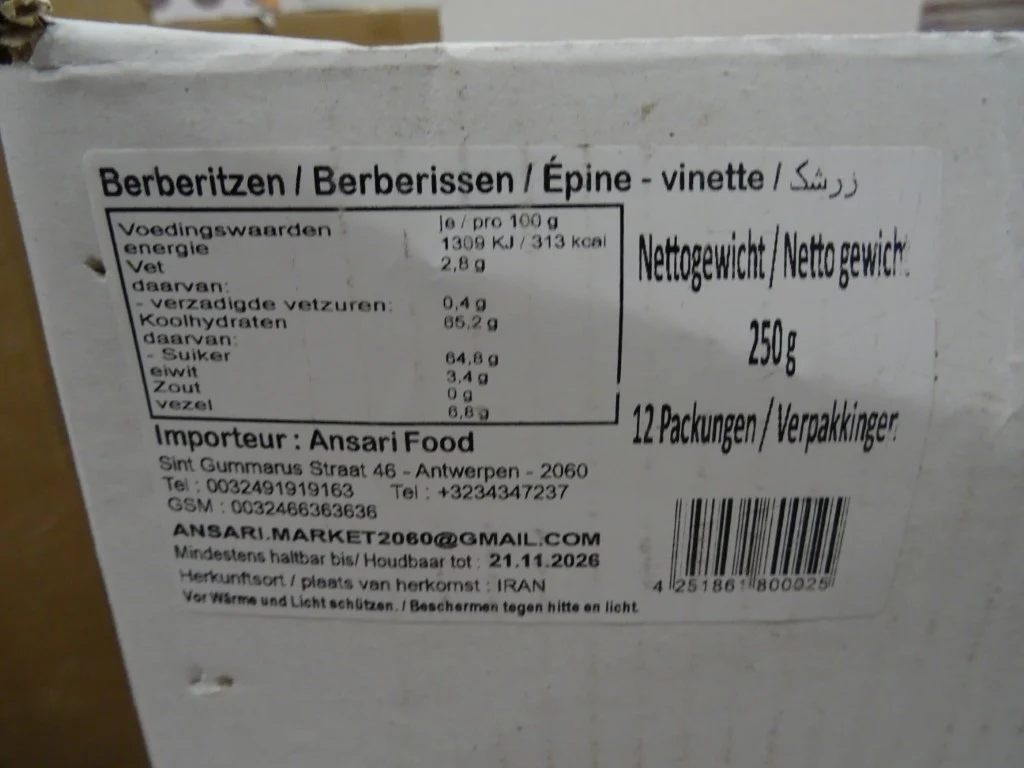 Berberitzen / Berberissen / Épine - vinette / زرشک
Voedingswaarden je / pro 100 g
energie 1309 KJ / 313 kcal
Vet 2,8 g
daarvan:
- verzadigde vetzuren: 0,4 g
Koolhydraten 65,2 g
daarvan:
- Suiker 64,8 g
eiwit 3,4 g
Zout 0 g
vezel 6,8 g
Nettogewicht / Netto gewicht
250 g
12 Packungen / Verpakkingen
Importeur : Ansari Food
Sint Gummarus Straat 46 - Antwerpen - 2060
Tel : 0032491919163 Tel : +3234347237
GSM : 0032466363636
ANSARI.MARKET2060@GMAIL.COM
Mindestens haltbar bis/ Houdbaar tot : 21.11.2026
Herkunftsort / plaats van herkomst : IRAN
Vor Wärme und Licht schützen. / Beschermen tegen hitte en licht.
4 251861 800025